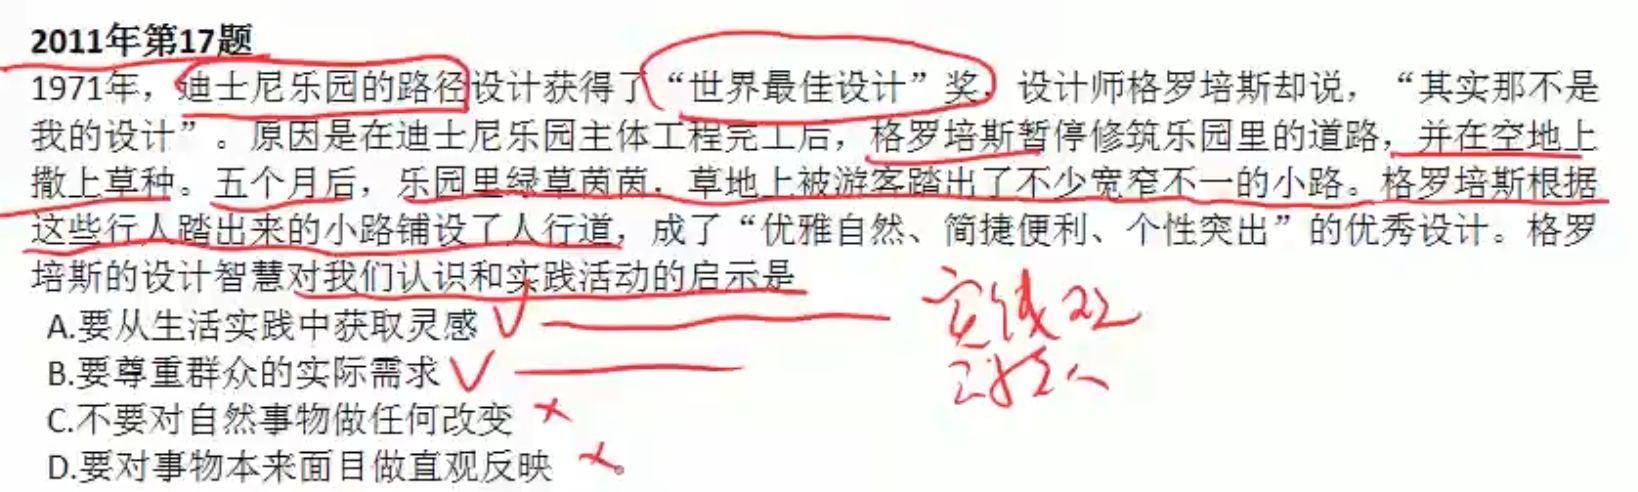 2011年第17题
1971年，迪士尼乐园的路径设计获得了“世界最佳设计”奖，设计师格罗培斯却说，“其实那不是
我的设计”。原因是在迪士尼乐园主体工程完工后，格罗培斯暂停修筑乐园里的道路，并在空地上
撒上草种。五个月后，乐园里绿草茵茵，草地上被游客踏出了不少宽窄不一的小路。格罗培斯根据
这些行人踏出来的小路铺设了人行道，成了“优雅自然、简捷便利、个性突出”的优秀设计。格罗
培斯的设计智慧对我们认识和实践活动的启示是
A.要从生活实践中获取灵感
B.要尊重群众的实际需求
C.不要对自然事物做任何改变
D.要对事物本来面目做直观反映